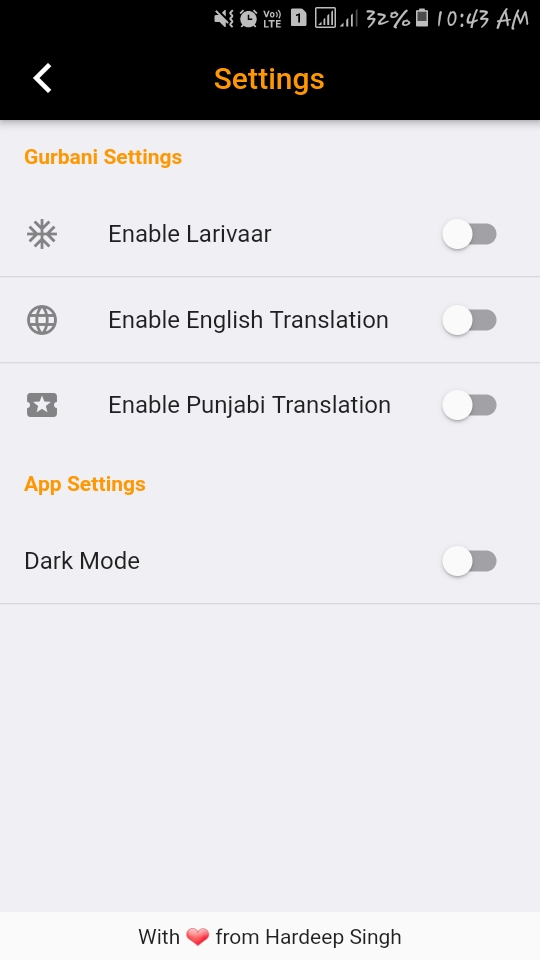 Vo)) LTE 1 32% 10:43 AM
Settings
Gurbani Settings
Enable Larivaar
Enable English Translation
Enable Punjabi Translation
App Settings
Dark Mode
With ❤️ from Hardeep Singh